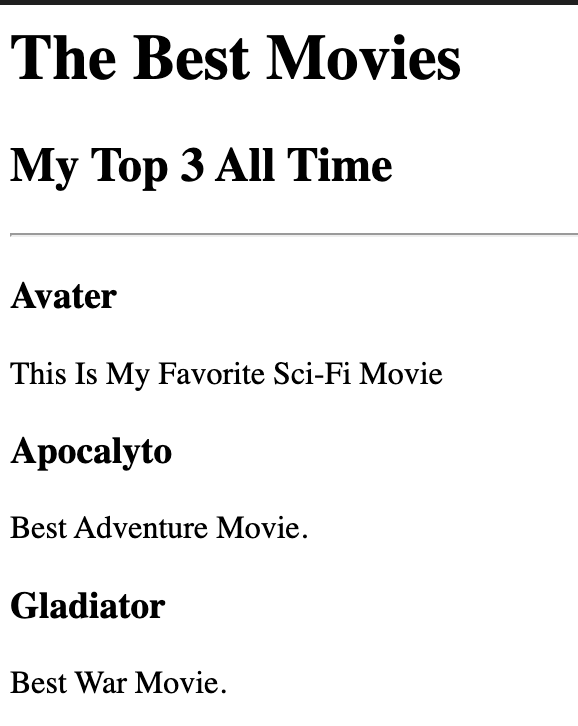 The Best Movies
My Top 3 All Time
Avater
This Is My Favorite Sci-Fi Movie
Apocalyto
Best Adventure Movie.
Gladiator
Best War Movie.